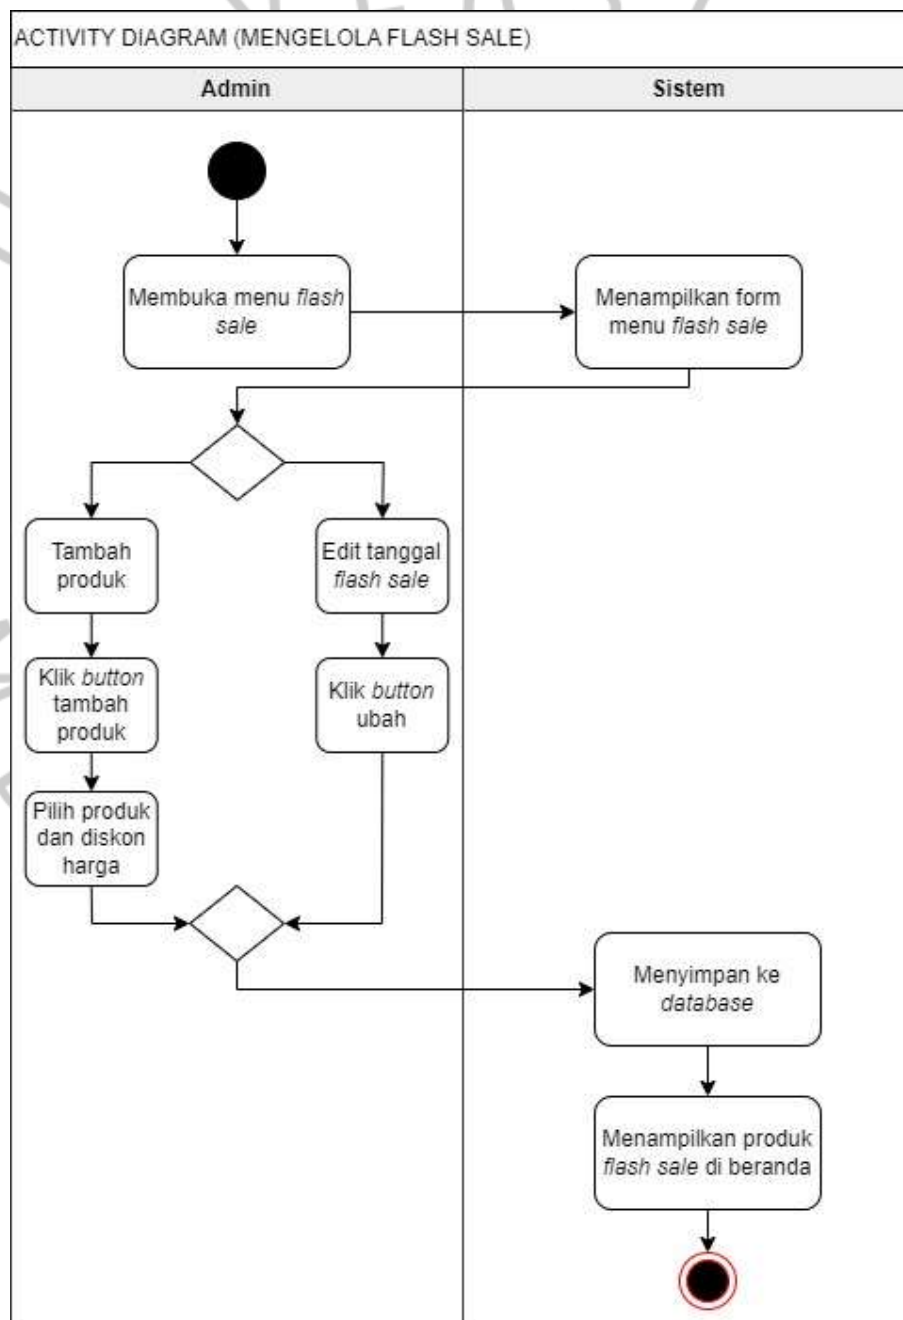 ACTIVITY DIAGRAM (MENGELOLA FLASH SALE)
Admin
Sistem
Membuka menu flash
sale
Menampilkan form
menu flash sale
Tambah
produk
Edit tanggal
flash sale
Klik button
tambah
produk
Klik button
ubah
Pilih produk
dan diskon
harga
Menyimpan ke
database
Menampilkan produk
flash sale di beranda